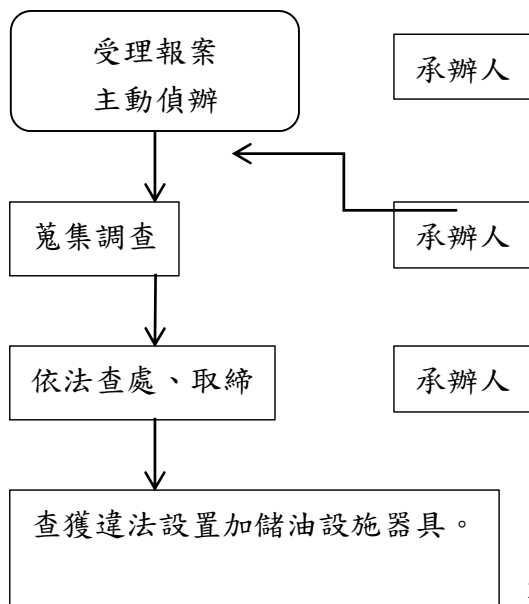 受理報案
主動偵辦
承辦人
蒐集調查
承辦人
依法查處、取締
承辦人
查獲違法設置加儲油設施器具。